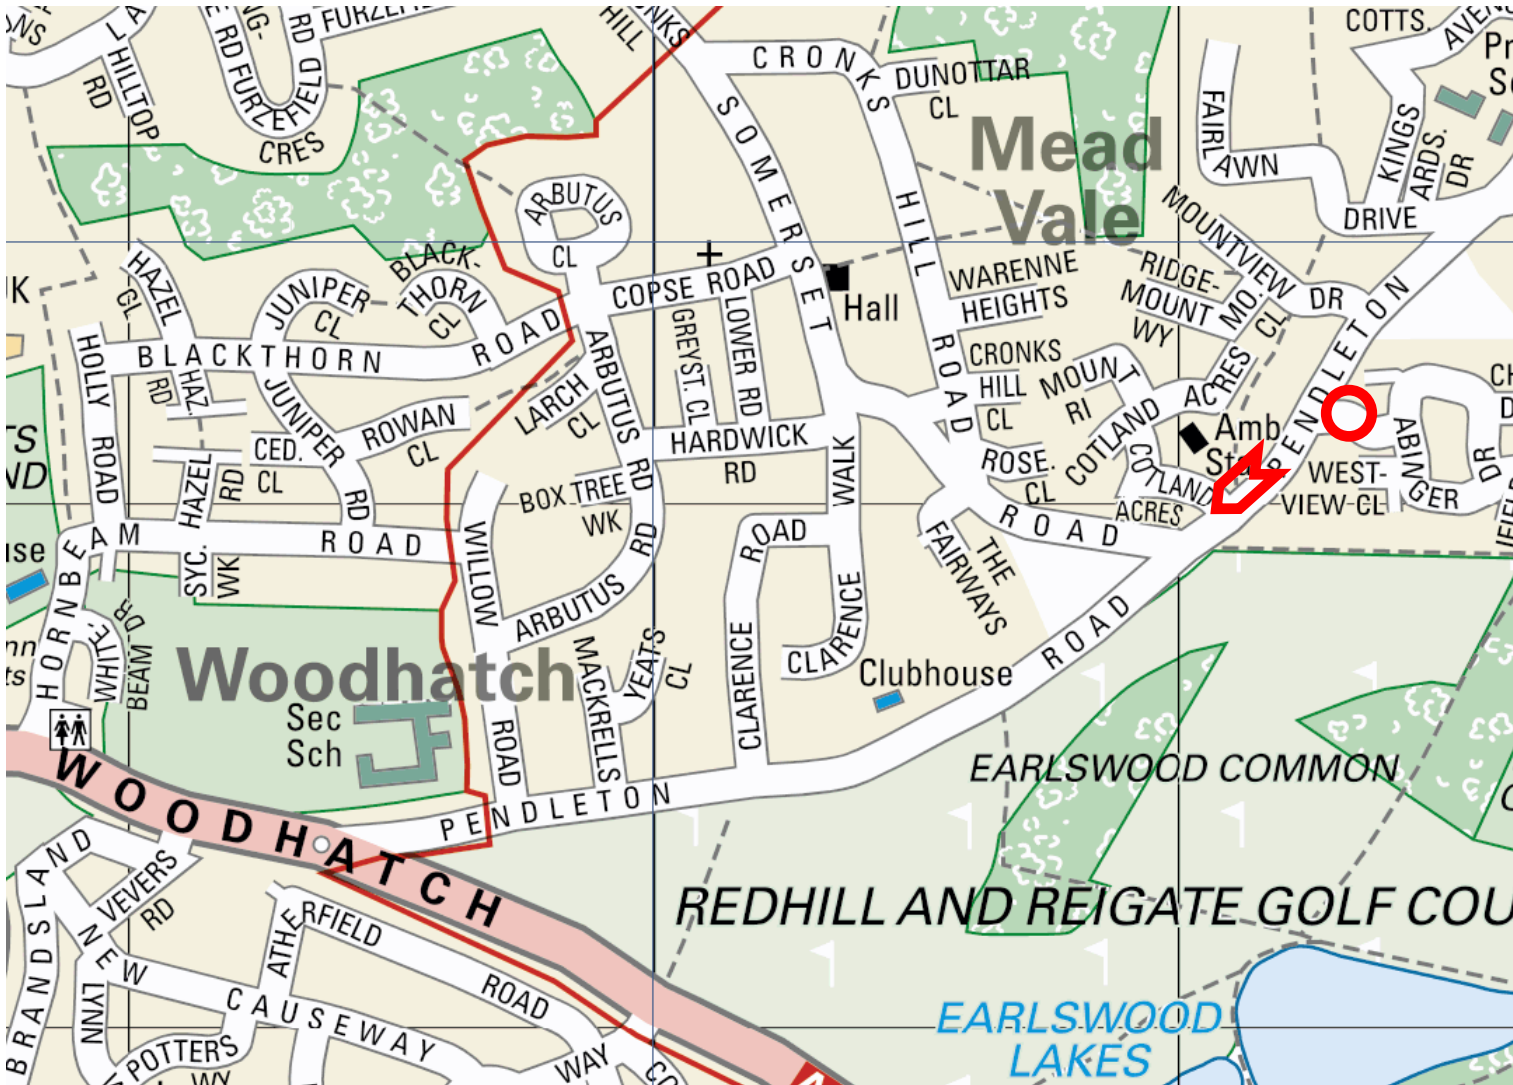 HILLTOP
RD
FURZEFIELD
CRES
RD
CRONKS
HILL
DUNOTTAR
CL
COTTS.
FAIRLAWN
DRIVE
KINGS
ARDS.
DR
SOMERSET
CRONKS
HILL
ROAD
Mead
Vale
ARBUTUS
CL
HAZEL
CL
JUNIPER
CL
BLACK-
THORN
CL
COPSE ROAD
Hall
WARENNE
HEIGHTS
MOUNTVIEW
DR
RIDGE-
MOUNT
WY
MO.
CL
BLACKTHORN
ROAD
HOLLY
ROAD
HAZ.
RD
JUNIPER
RD
ROWAN
CL
LARCH
CL
ARBUTUS
RD
GREYST. CL
LOWER RD
HARDWICK
RD
CRONKS
HILL
CL
MOUNT
RI
COTLAND
ACRES
Amb
Sta
PENDLETON
CED.
CL
HAZEL
RD
BOX TREE
WK
WALK
ROSE.
CL
COTLAND
ACRES
WEST-
VIEW-CL
ABINGER
DR
HORNBEAM
ROAD
SYC.
WK
WILLOW
ROAD
ARBUTUS
RD
ROAD
CLARENCE
CLARENCE
ROAD
THE
FAIRWAYS
WHITE-
BEAM
DR
Woodhatch
Sec
Sch
MACKRELLS
YEATS
CL
Clubhouse
ROAD
PENDLETON
EARLSWOOD COMMON
WOODHATCH
REDHILL AND REIGATE GOLF COU
BRANDSLAND
VEVERS
RD
NEW
CAUSEWAY
LYNN
POTTERS
WY
ATHERFIELD
ROAD
WAY
EARLSWOOD
LAKES